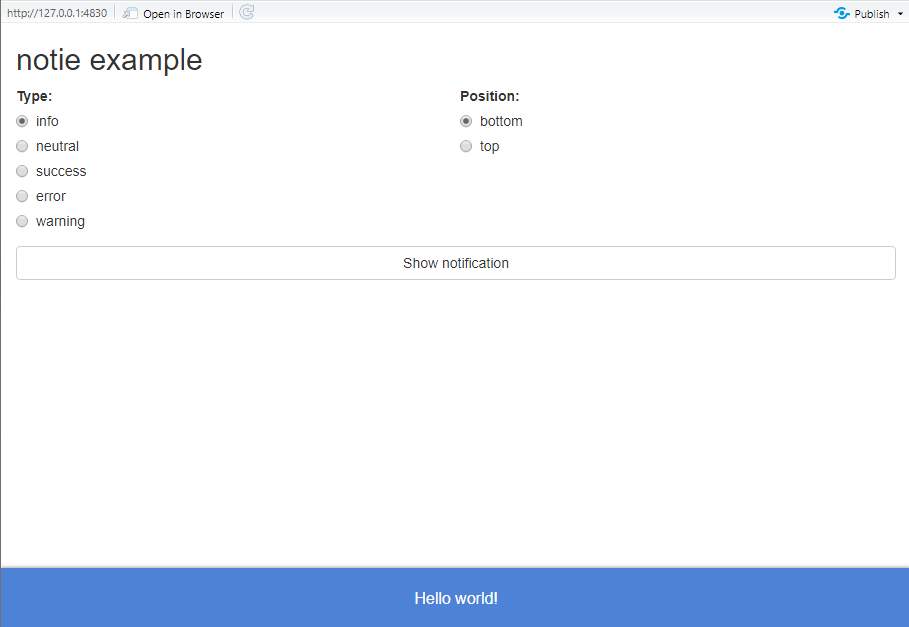 http://127.0.0.1:4830 Open in Browser Publish
notie example
Type:
info
neutral
success
error
warning
Position:
bottom
top
Show notification
Hello world!